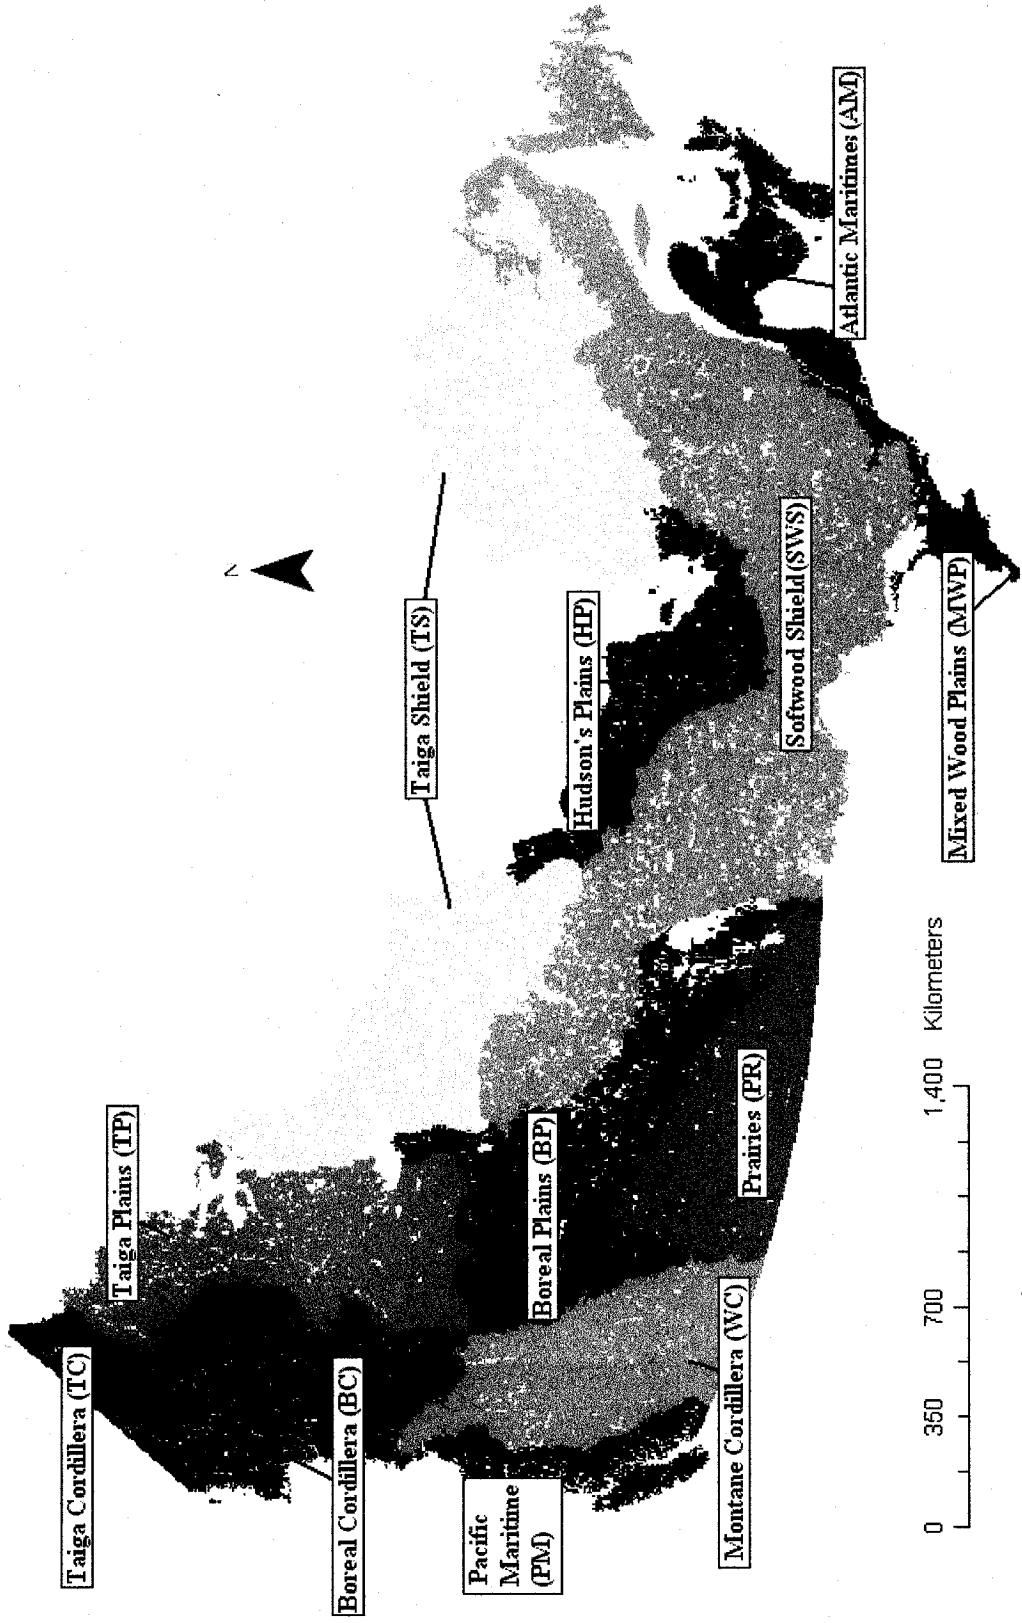 Taiga Cordillera (TC)
Taiga Plains (TP)
N
Boreal Cordillera (BC)
Taiga Shield (TS)
Pacific
Maritime
(PM)
Boreal Plains (BP)
Hudson's Plains (HP)
Montane Cordillera (WC)
Prairies (PR)
Softwood Shield(SWS)
Atlantic Maritimes (AM)
Mixed Wood Plains (MWP)
0 350 700 1,400 Kilometers